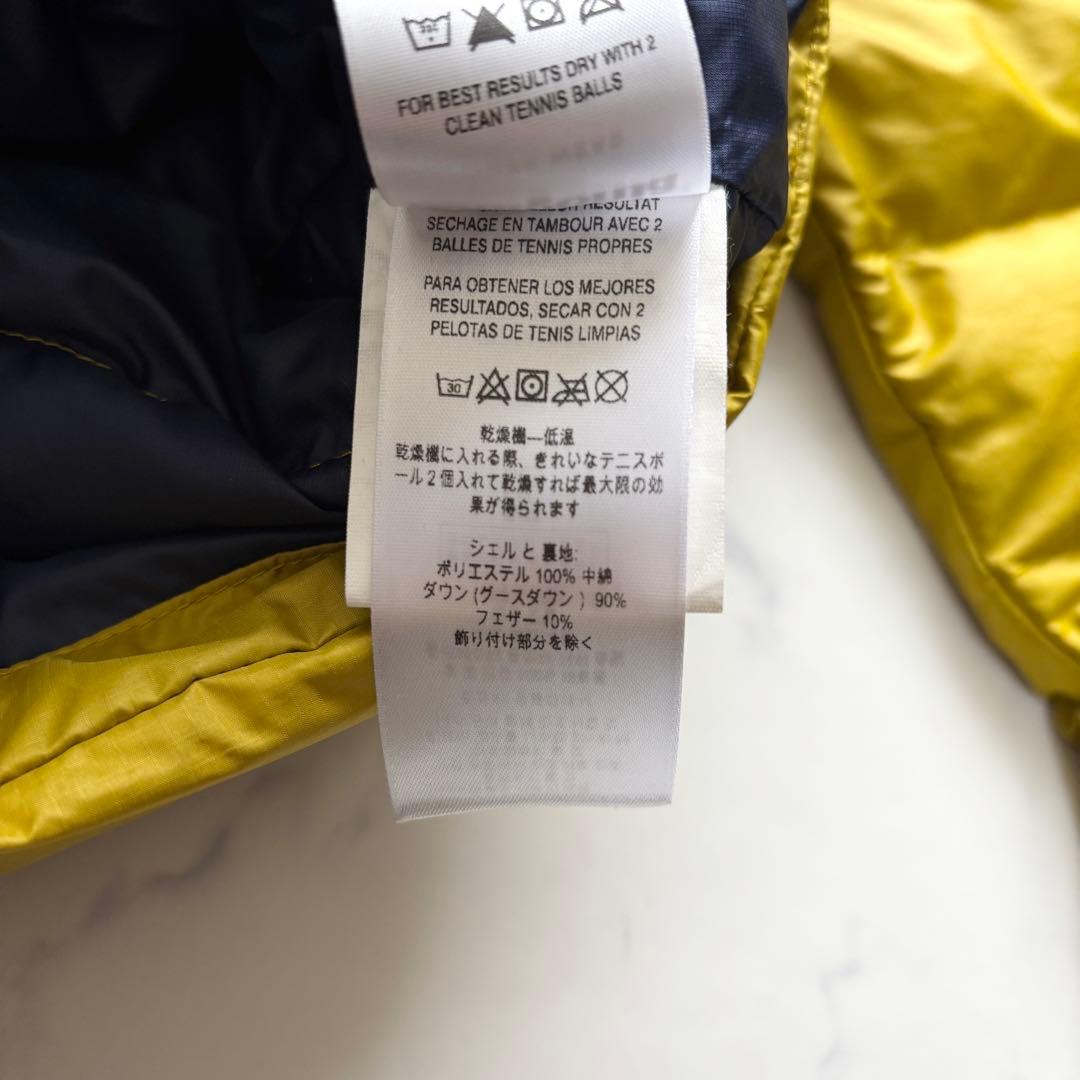 FOR BEST RESULTS DRY WITH 2
CLEAN TENNIS BALLS
RESULTAT
SECHAGE EN TAMBOUR AVEC 2
BALLES DE TENNIS PROPRES
PARA OBTENER LOS MEJORES
RESULTADOS, SECAR CON 2
PELOTAS DE TENIS LIMPIAS
30
乾燥機—低温
乾燥機に入れる際、きれいなテニスボ
ール2個入れて乾燥すれば最大限の効
果が得られます
シェルと裏地:
ポリエステル 100% 中綿
ダウン (グースダウン ) 90%
フェザー 10%
飾り付け部分を除く